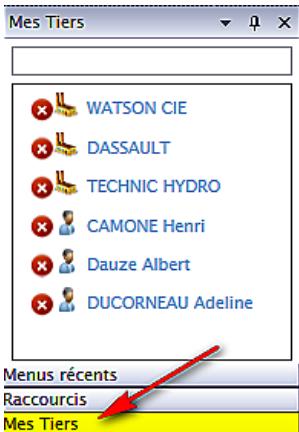 Mes Tiers
WATSON CIE
DASSAULT
TECHNIC HYDRO
CAMONE Henri
Dauze Albert
DUCORNEAU Adeline
Menus récents
Raccourcis
Mes Tiers